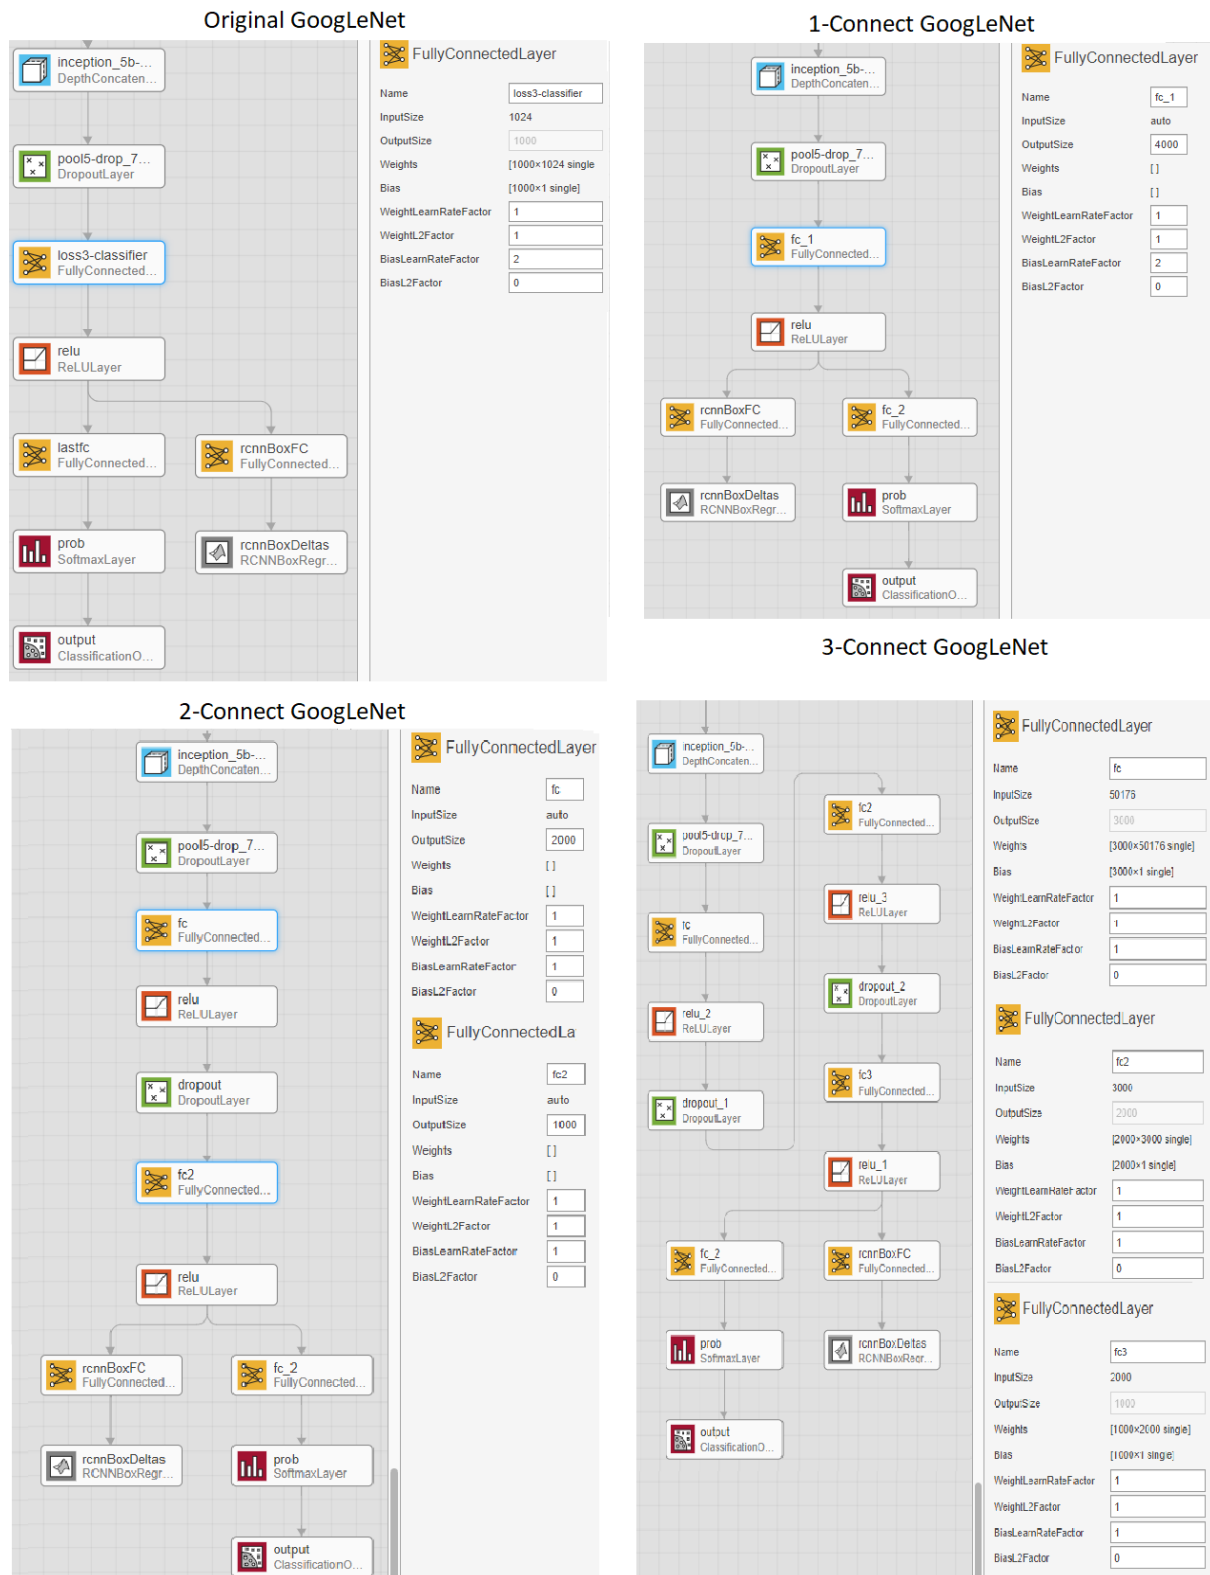 Original GoogLeNet
inception_5b-...
DepthConcaten...
pool5-drop_7...
DropoutLayer
loss3-classifier
FullyConnected...
relu
ReLULayer
lastfc
FullyConnected...
rcnnBoxFC
FullyConnected...
prob
SoftmaxLayer
rcnnBoxDeltas
RCNNBoxRegr...
output
ClassificationO...
FullyConnectedLayer
Name loss3-classifier
InputSize 1024
OutputSize 1000
Weights [1000×1024 single
Bias [1000×1 single]
WeightLearnRateFactor 1
WeightL2Factor 1
BiasLearnRateFactor 2
BiasL2Factor 0
1-Connect GoogLeNet
inception_5b-...
DepthConcaten...
pool5-drop_7...
DropoutLayer
fc_1
FullyConnected...
relu
ReLULayer
rcnnBoxFC
FullyConnected...
fc_2
FullyConnected...
rcnnBoxDeltas
RCNNBoxRegr...
prob
SoftmaxLayer
output
ClassificationO...
FullyConnectedLayer
Name fc_1
InputSize auto
OutputSize 4000
Weights [ ]
Bias [ ]
WeightLearnRateFactor 1
WeightL2Factor 1
BiasLearnRateFactor 2
BiasL2Factor 0
2-Connect GoogLeNet
inception_5b-...
DepthConcaten...
pool5-drop_7...
DropoutLayer
fc
FullyConnected...
relu
ReLULayer
dropout
DropoutLayer
fc2
FullyConnected...
relu
ReLULayer
rcnnBoxFC
FullyConnected...
fc_2
FullyConnected...
rcnnBoxDeltas
RCNNBoxRegr...
prob
SoftmaxLayer
output
ClassificationO...
FullyConnectedLayer
Name fc
InputSize auto
OutputSize 2000
Weights [ ]
Bias [ ]
WeightLearnRateFactor 1
WeightL2Factor 1
BiasLearnRateFactor 1
BiasL2Factor 0
FullyConnectedLa
Name fc2
InputSize auto
OutputSize 1000
Weights [ ]
Bias [ ]
WeightLearnRateFactor 1
WeightL2Factor 1
BiasLearnRateFactor 1
BiasL2Factor 0
3-Connect GoogLeNet
inception_5b-...
DepthConcaten...
pool5-drop_7...
DropoutLayer
fc
FullyConnected...
relu_2
ReLULayer
dropout_1
DropoutLayer
fc2
FullyConnected...
relu_3
ReLULayer
dropout_2
DropoutLayer
fc3
FullyConnected...
relu_1
ReLULayer
fc_2
FullyConnected...
rcnnBoxFC
FullyConnected...
prob
SoftmaxLayer
rcnnBoxDeltas
RCNNBoxRegr...
output
ClassificationO...
FullyConnectedLayer
Name fc
InputSize 50176
OutputSize 3000
Weights [3000×50176 single]
Bias [3000×1 single]
WeightLearnRateFactor 1
WeightL2Factor 1
BiasLearnRateFactor 1
BiasL2Factor 0
FullyConnectedLayer
Name fc2
InputSize 3000
OutputSize 2000
Weights [2000×3000 single]
Bias [2000×1 single]
WeightLearnRateFactor 1
WeightL2Factor 1
BiasLearnRateFactor 1
BiasL2Factor 0
FullyConnectedLayer
Name fc3
InputSize 2000
OutputSize 1000
Weights [1000×2000 single]
Bias [1000×1 single]
WeightLearnRateFactor 1
WeightL2Factor 1
BiasLearnRateFactor 1
BiasL2Factor 0